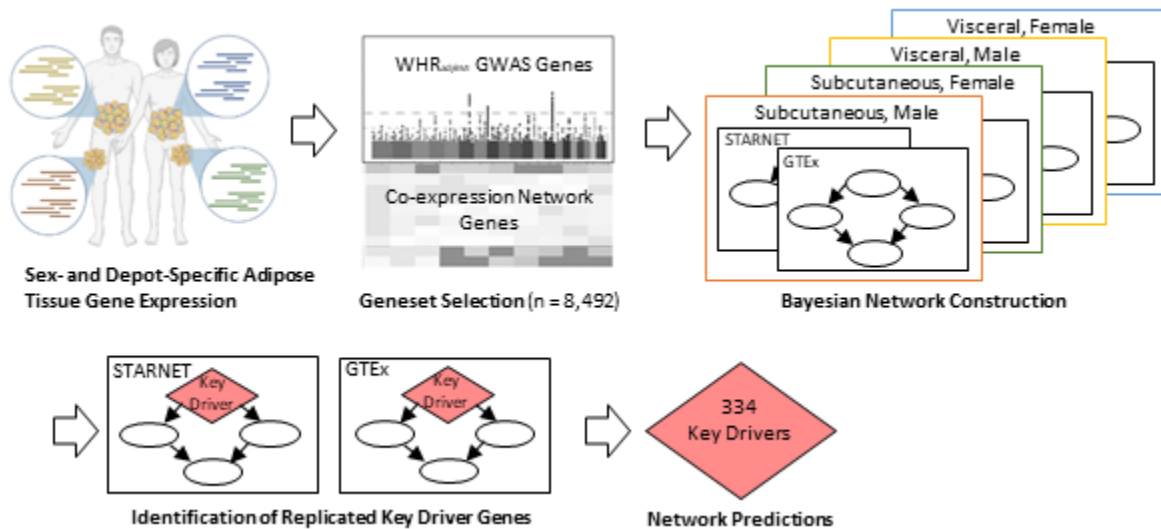 WHRadjBMI GWAS Genes
Co-expression Network
Genes
Visceral, Female
Visceral, Male
Subcutaneous, Female
Subcutaneous, Male
STARNET
GTEx
Sex- and Depot-Specific Adipose
Tissue Gene Expression
Geneset Selection (n = 8,492)
Bayesian Network Construction
STARNET
Key
Driver
GTEx
Key
Driver
334
Key Drivers
Identification of Replicated Key Driver Genes
Network Predictions